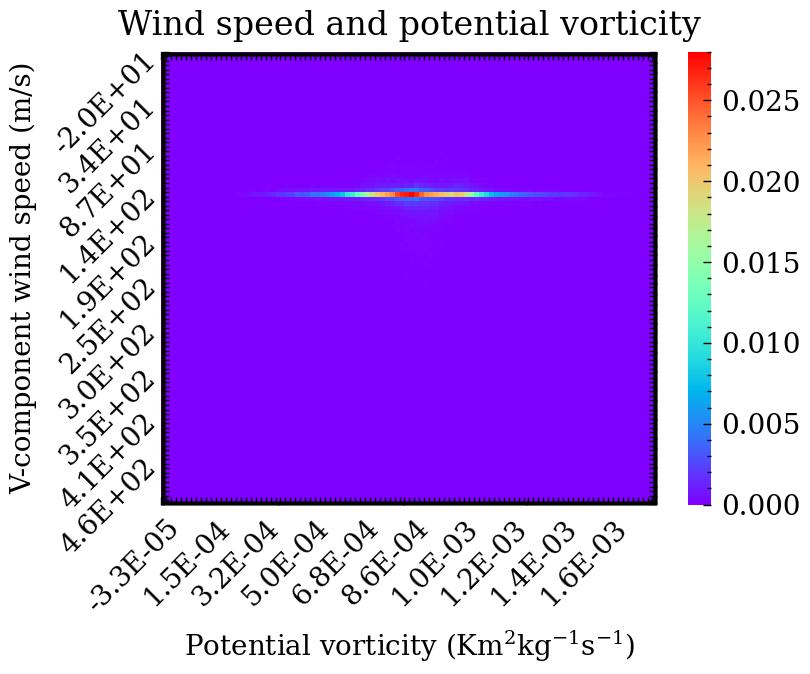 Wind speed and potential vorticity
V-component wind speed (m/s)
-2.0E+01
3.4E+01
8.7E+01
1.4E+02
1.9E+02
2.5E+02
3.0E+02
3.5E+02
4.1E+02
4.6E+02
-3.3E-05
1.5E-04
3.2E-04
5.0E-04
6.8E-04
8.6E-04
1.0E-03
1.2E-03
1.4E-03
1.6E-03
Potential vorticity (Km²kg⁻¹s⁻¹)
0.025
0.020
0.015
0.010
0.005
0.000